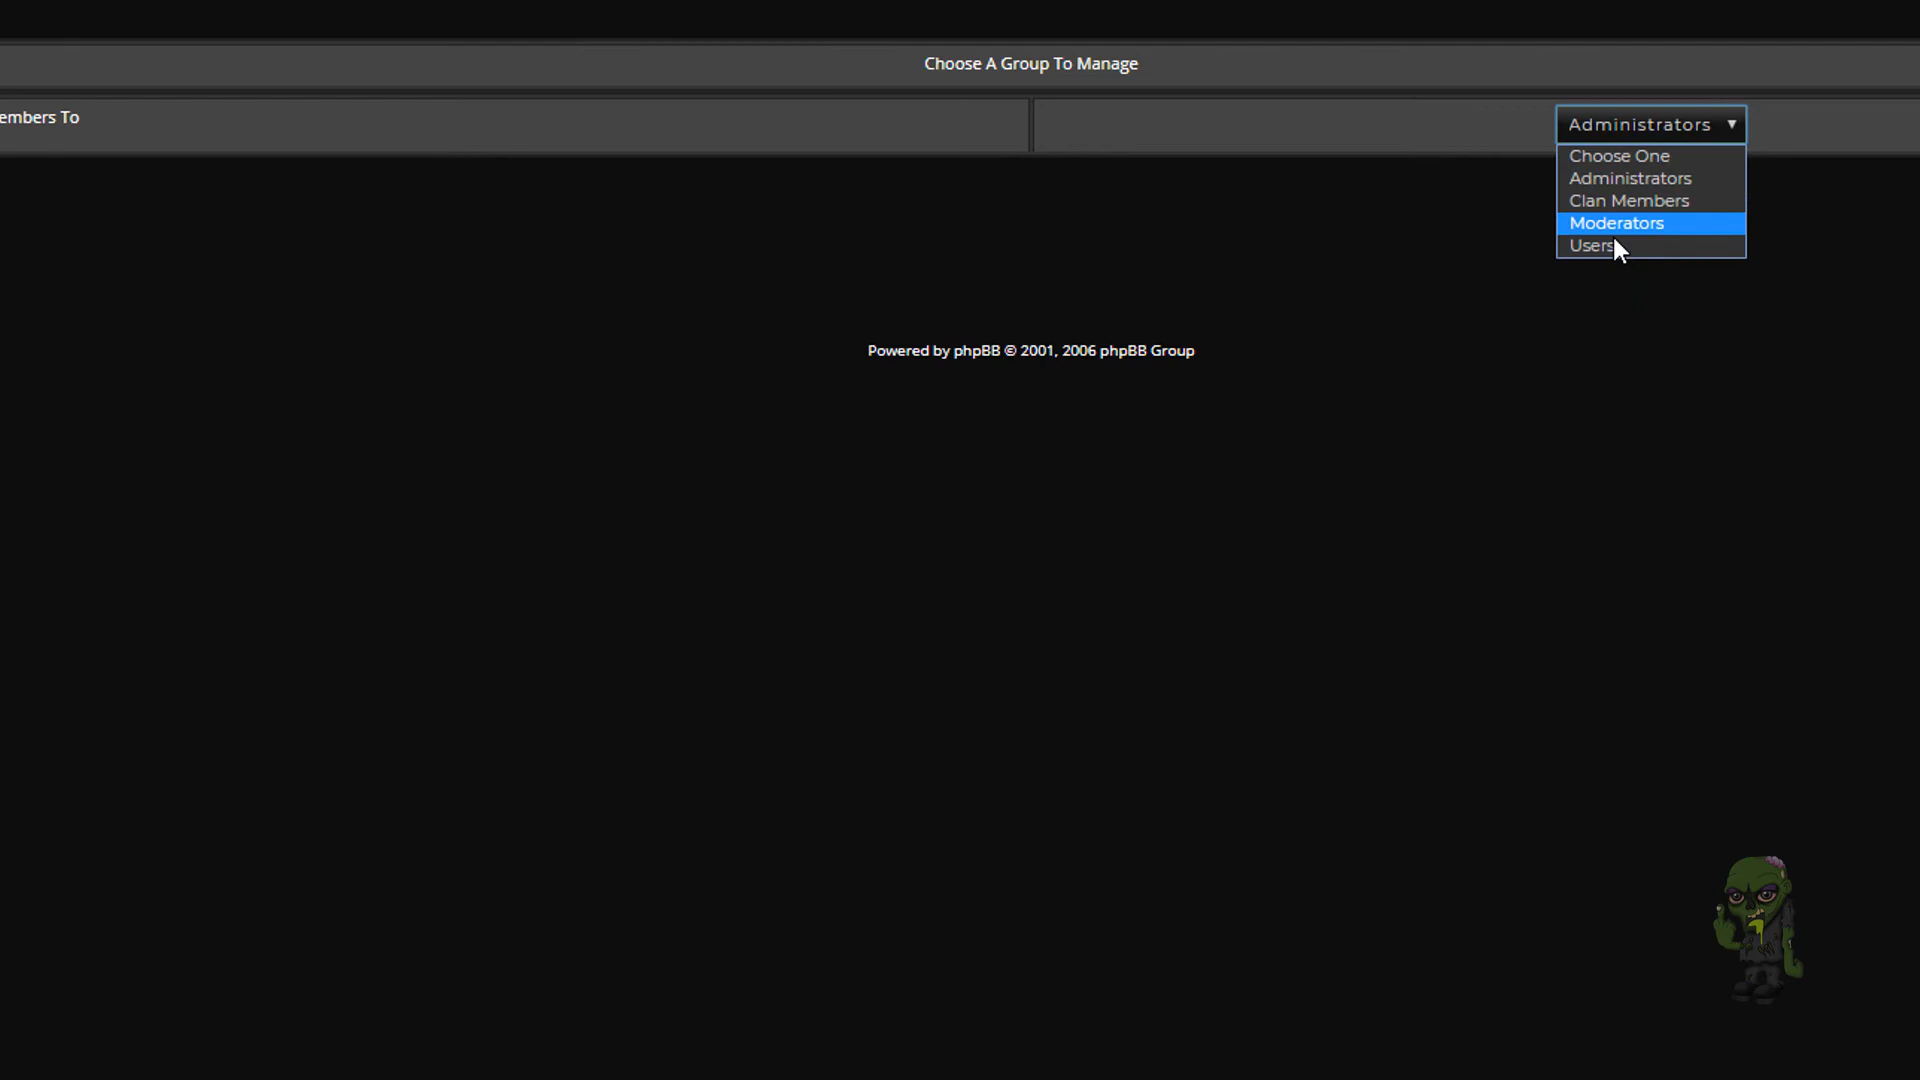 Choose A Group To Manage
embers To
Administrators
Choose One
Administrators
Clan Members
Moderators
Users
Powered by phpBB © 2001, 2006 phpBB Group